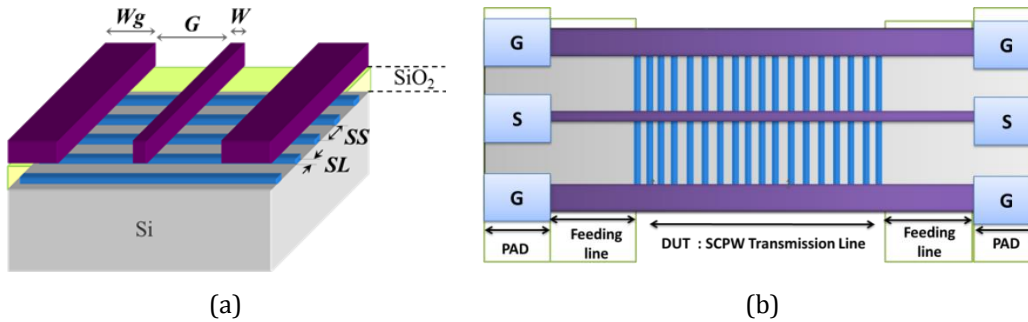 Wg G W
SiO2
SS
SL
Si
(a)
G G
S S
G G
PAD Feeding line DUT : SCPW Transmission Line Feeding line PAD
(b)